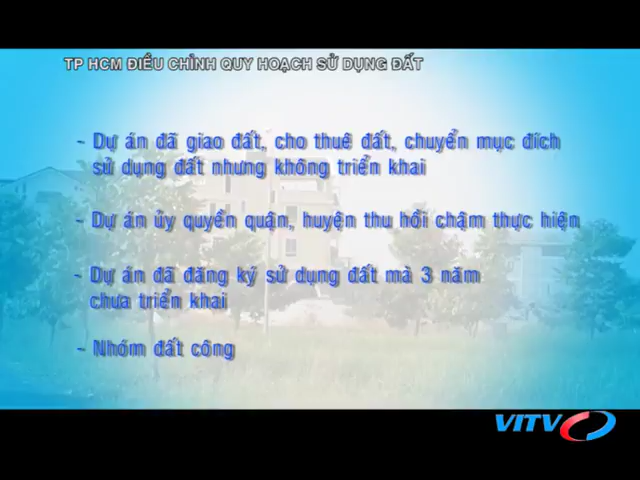 TP HCM ĐIỀU CHỈNH QUY HOẠCH SỬ DỤNG ĐẤT
- Dự án đã giao đất, cho thuê đất, chuyển mục đích
sử dụng đất nhưng không triển khai
- Dự án ủy quyền quận, huyện thu hồi chậm thực hiện
- Dự án đã đăng ký sử dụng đất mà 3 năm
chưa triển khai
- Nhóm đất công
VITV